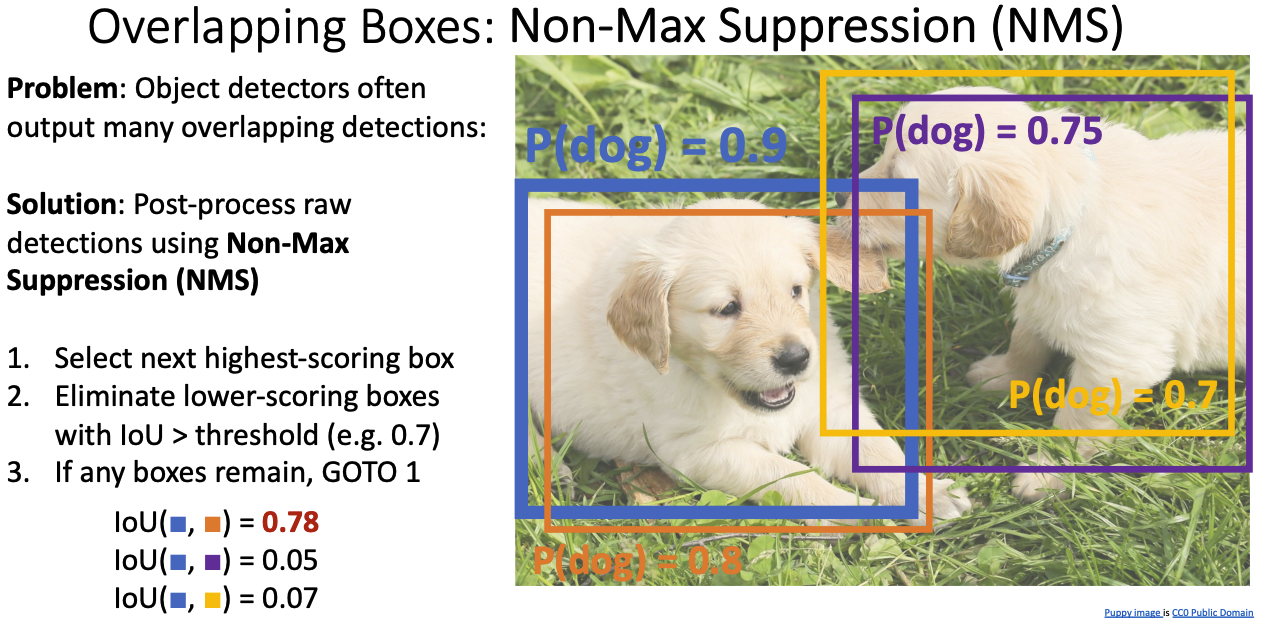 Overlapping Boxes: Non-Max Suppression (NMS)
Problem: Object detectors often
output many overlapping detections:
Solution: Post-process raw
detections using Non-Max
Suppression (NMS)
1. Select next highest-scoring box
2. Eliminate lower-scoring boxes
with IoU > threshold (e.g. 0.7)
3. If any boxes remain, GOTO 1
IoU(■, ■) = 0.78
IoU(■, ■) = 0.05
IoU(■, ■) = 0.07
P(dog) = 0.9
P(dog) = 0.75
P(dog) = 0.7
P(dog) = 0.8
Puppy image is CC0 Public Domain